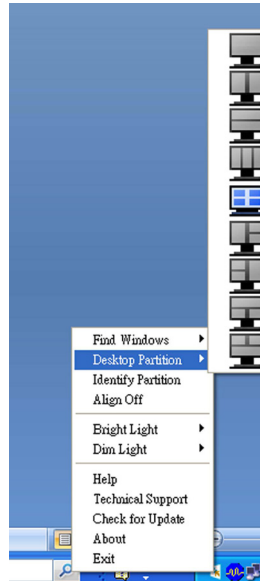 Find Windows
Desktop Partition
Identify Partition
Align Off
Bright Light
Dim Light
Help
Technical Support
Check for Update
About
Exit